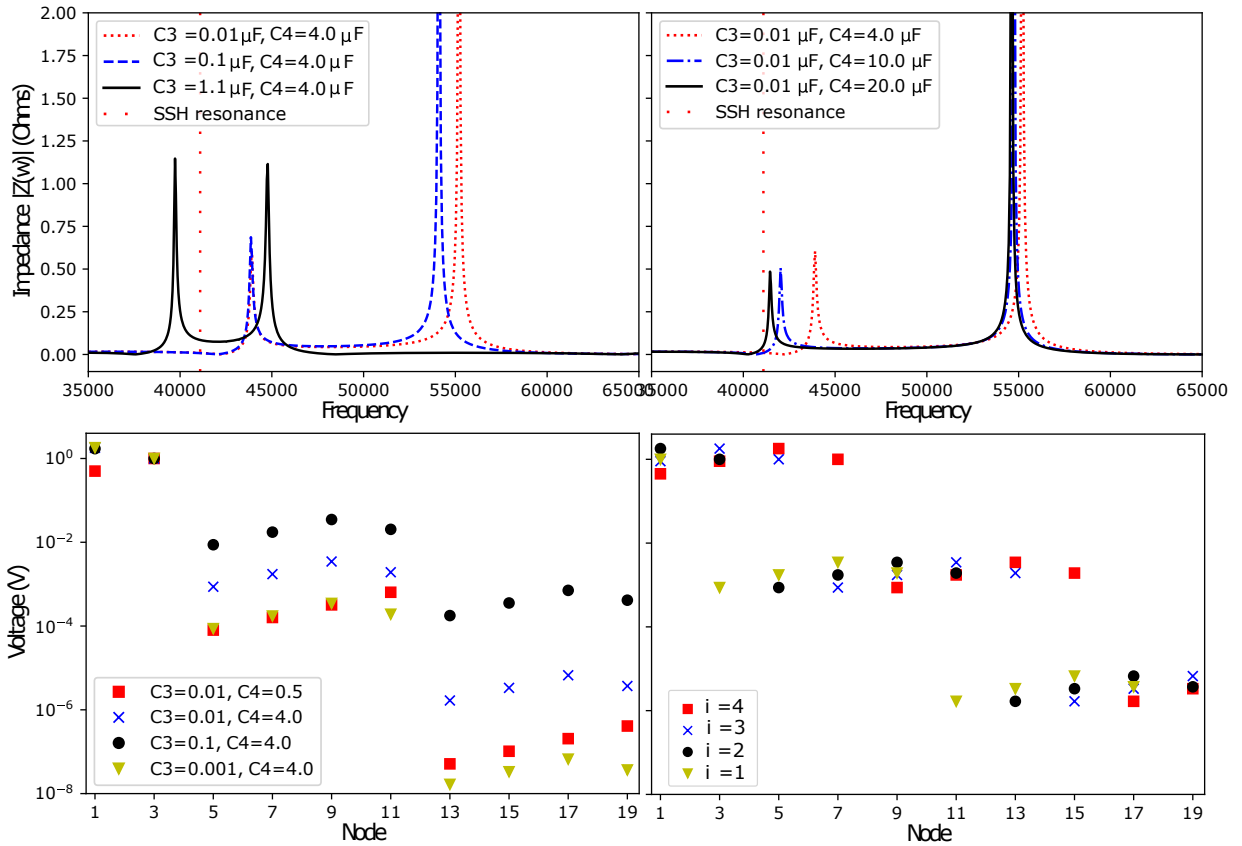 2.00
1.75
1.50
1.25
1.00
0.75
0.50
0.25
0.00
Impedance |Z(w)| (Ohms)
C3 =0.01 μF, C4=4.0 μF
C3 =0.1 μF, C4=4.0 μF
C3 =1.1 μF, C4=4.0 μF
SSH resonance
35000 40000 45000 50000 55000 60000 65000
Frequency
C3=0.01 μF, C4=4.0 μF
C3=0.01 μF, C4=10.0 μF
C3=0.01 μF, C4=20.0 μF
SSH resonance
35000 40000 45000 50000 55000 60000 65000
Frequency
10⁰
10⁻²
10⁻⁴
10⁻⁶
10⁻⁸
Voltage (V)
C3=0.01, C4=0.5
C3=0.01, C4=4.0
C3=0.1, C4=4.0
C3=0.001, C4=4.0
1 3 5 7 9 11 13 15 17 19
Node
i =4
i =3
i =2
i =1
1 3 5 7 9 11 13 15 17 19
Node